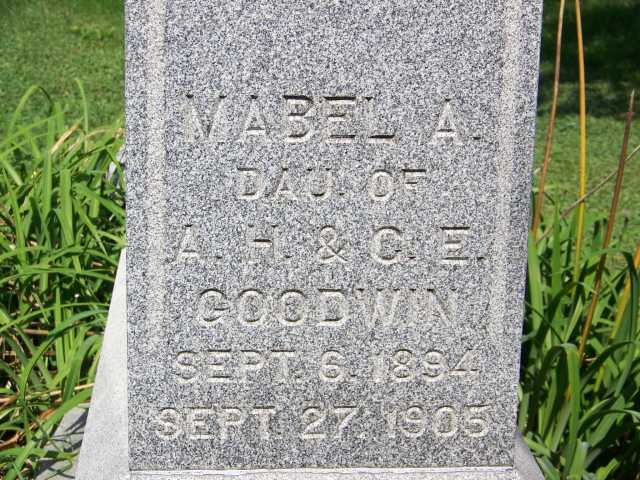 MABEL A.
DAU. OF
A. H. & C. E.
GOODWIN
SEPT. 6. 1894
SEPT. 27. 1905